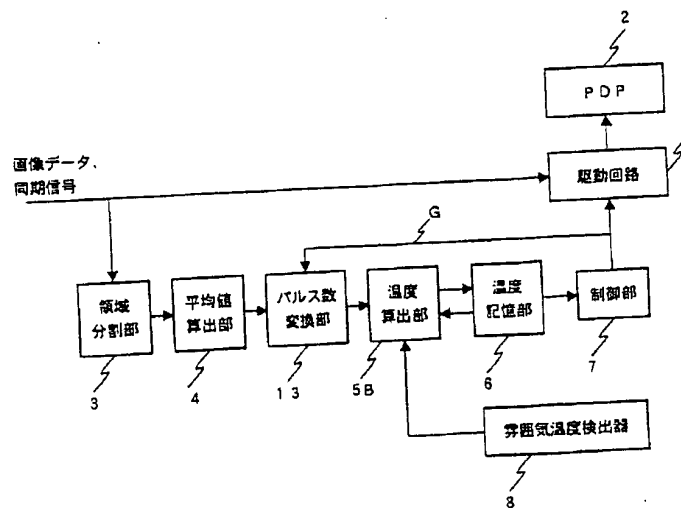 2
PDP
画像データ、
同期信号
駆動回路
G
領域
分割部
平均値
算出部
パルス数
変換部
温度
算出部
温度
記憶部
制御部
3
4
13
5B
6
7
雰囲気温度検出器
8